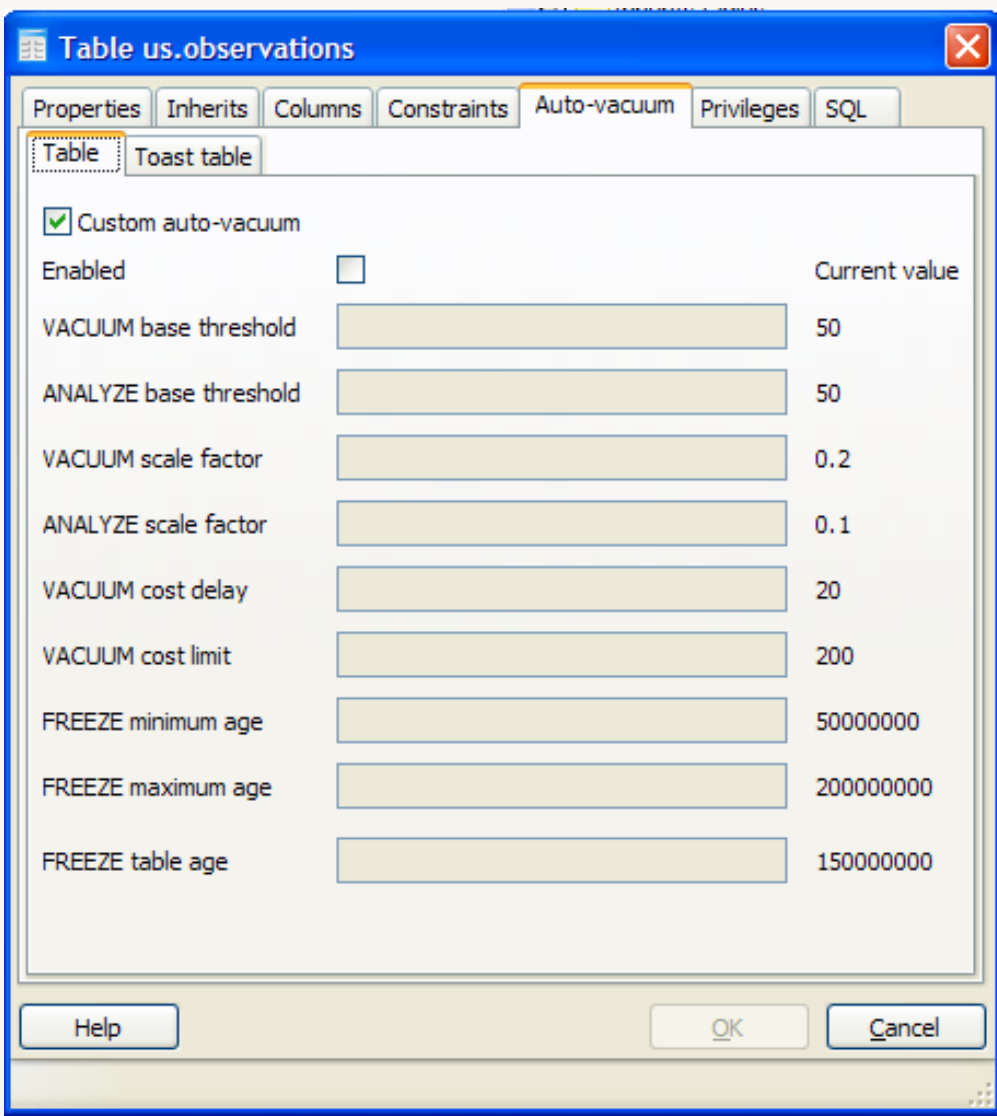 Table us.observations
Properties Inherits Columns Constraints Auto-vacuum Privileges SQL
Table Toast table
Custom auto-vacuum
Enabled Current value
VACUUM base threshold 50
ANALYZE base threshold 50
VACUUM scale factor 0.2
ANALYZE scale factor 0.1
VACUUM cost delay 20
VACUUM cost limit 200
FREEZE minimum age 50000000
FREEZE maximum age 200000000
FREEZE table age 150000000
Help OK Cancel